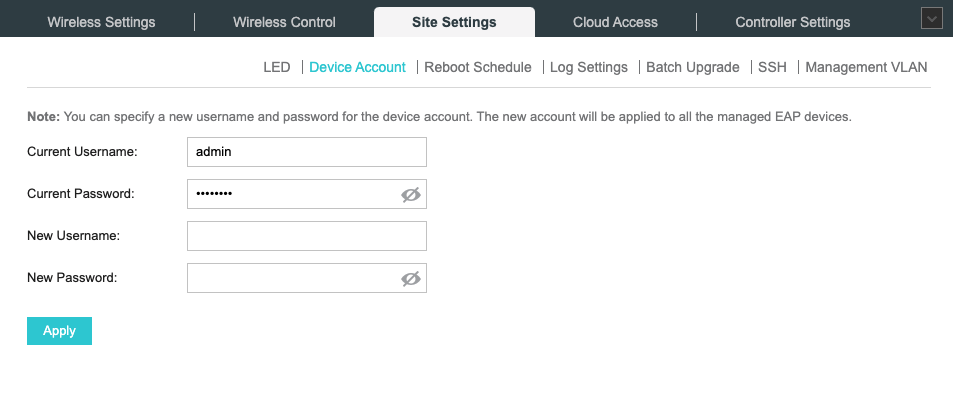 Wireless Settings Wireless Control Site Settings Cloud Access Controller Settings
LED Device Account Reboot Schedule Log Settings Batch Upgrade SSH Management VLAN
Note: You can specify a new username and password for the device account. The new account will be applied to all the managed EAP devices.
Current Username: admin
Current Password: ••••••••
New Username:
New Password:
Apply